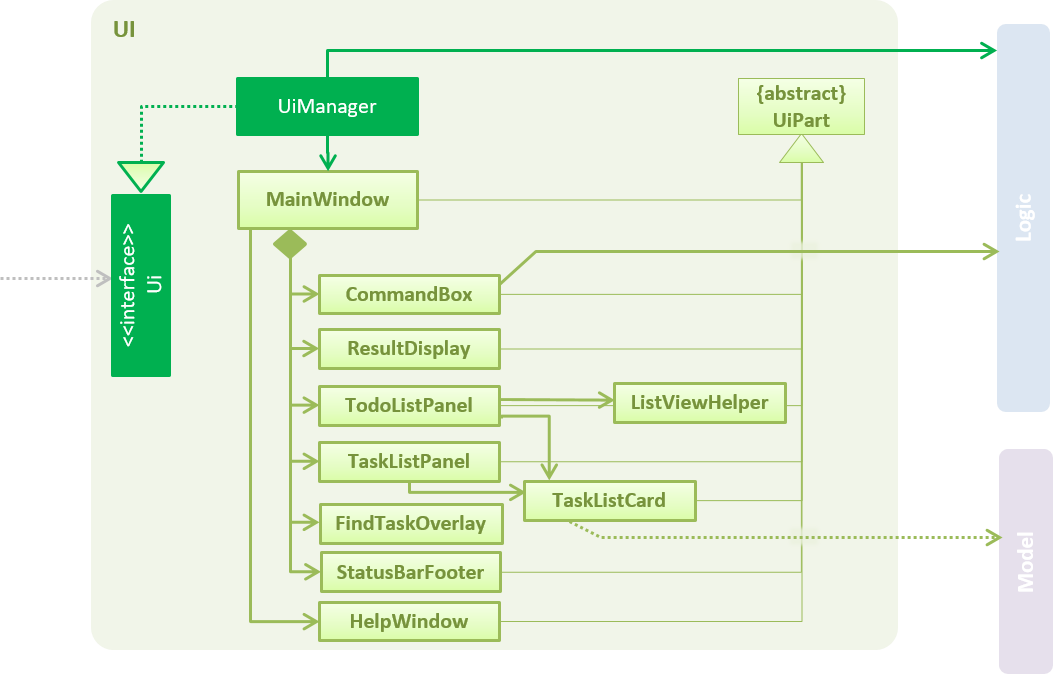 UI
UiManager
{abstract}
UiPart
MainWindow
<<interface>>
Ui
Logic
CommandBox
ResultDisplay
TodoListPanel
ListViewHelper
TaskListPanel
TaskListCard
FindTaskOverlay
StatusBarFooter
HelpWindow
Model